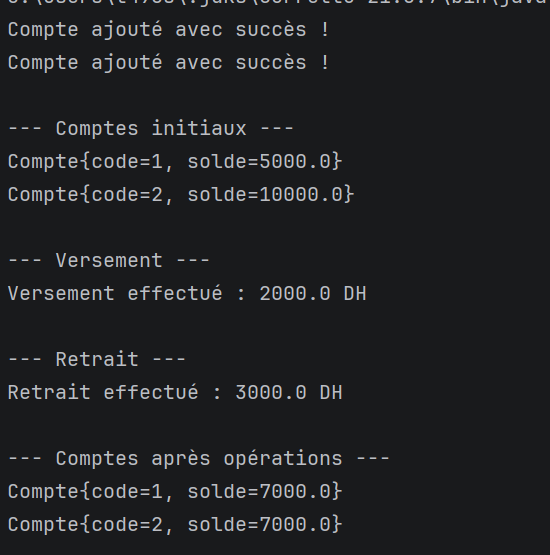 Compte ajouté avec succès !
Compte ajouté avec succès !
--- Comptes initiaux ---
Compte{code=1, solde=5000.0}
Compte{code=2, solde=10000.0}
--- Versement ---
Versement effectué : 2000.0 DH
--- Retrait ---
Retrait effectué : 3000.0 DH
--- Comptes après opérations ---
Compte{code=1, solde=7000.0}
Compte{code=2, solde=7000.0}